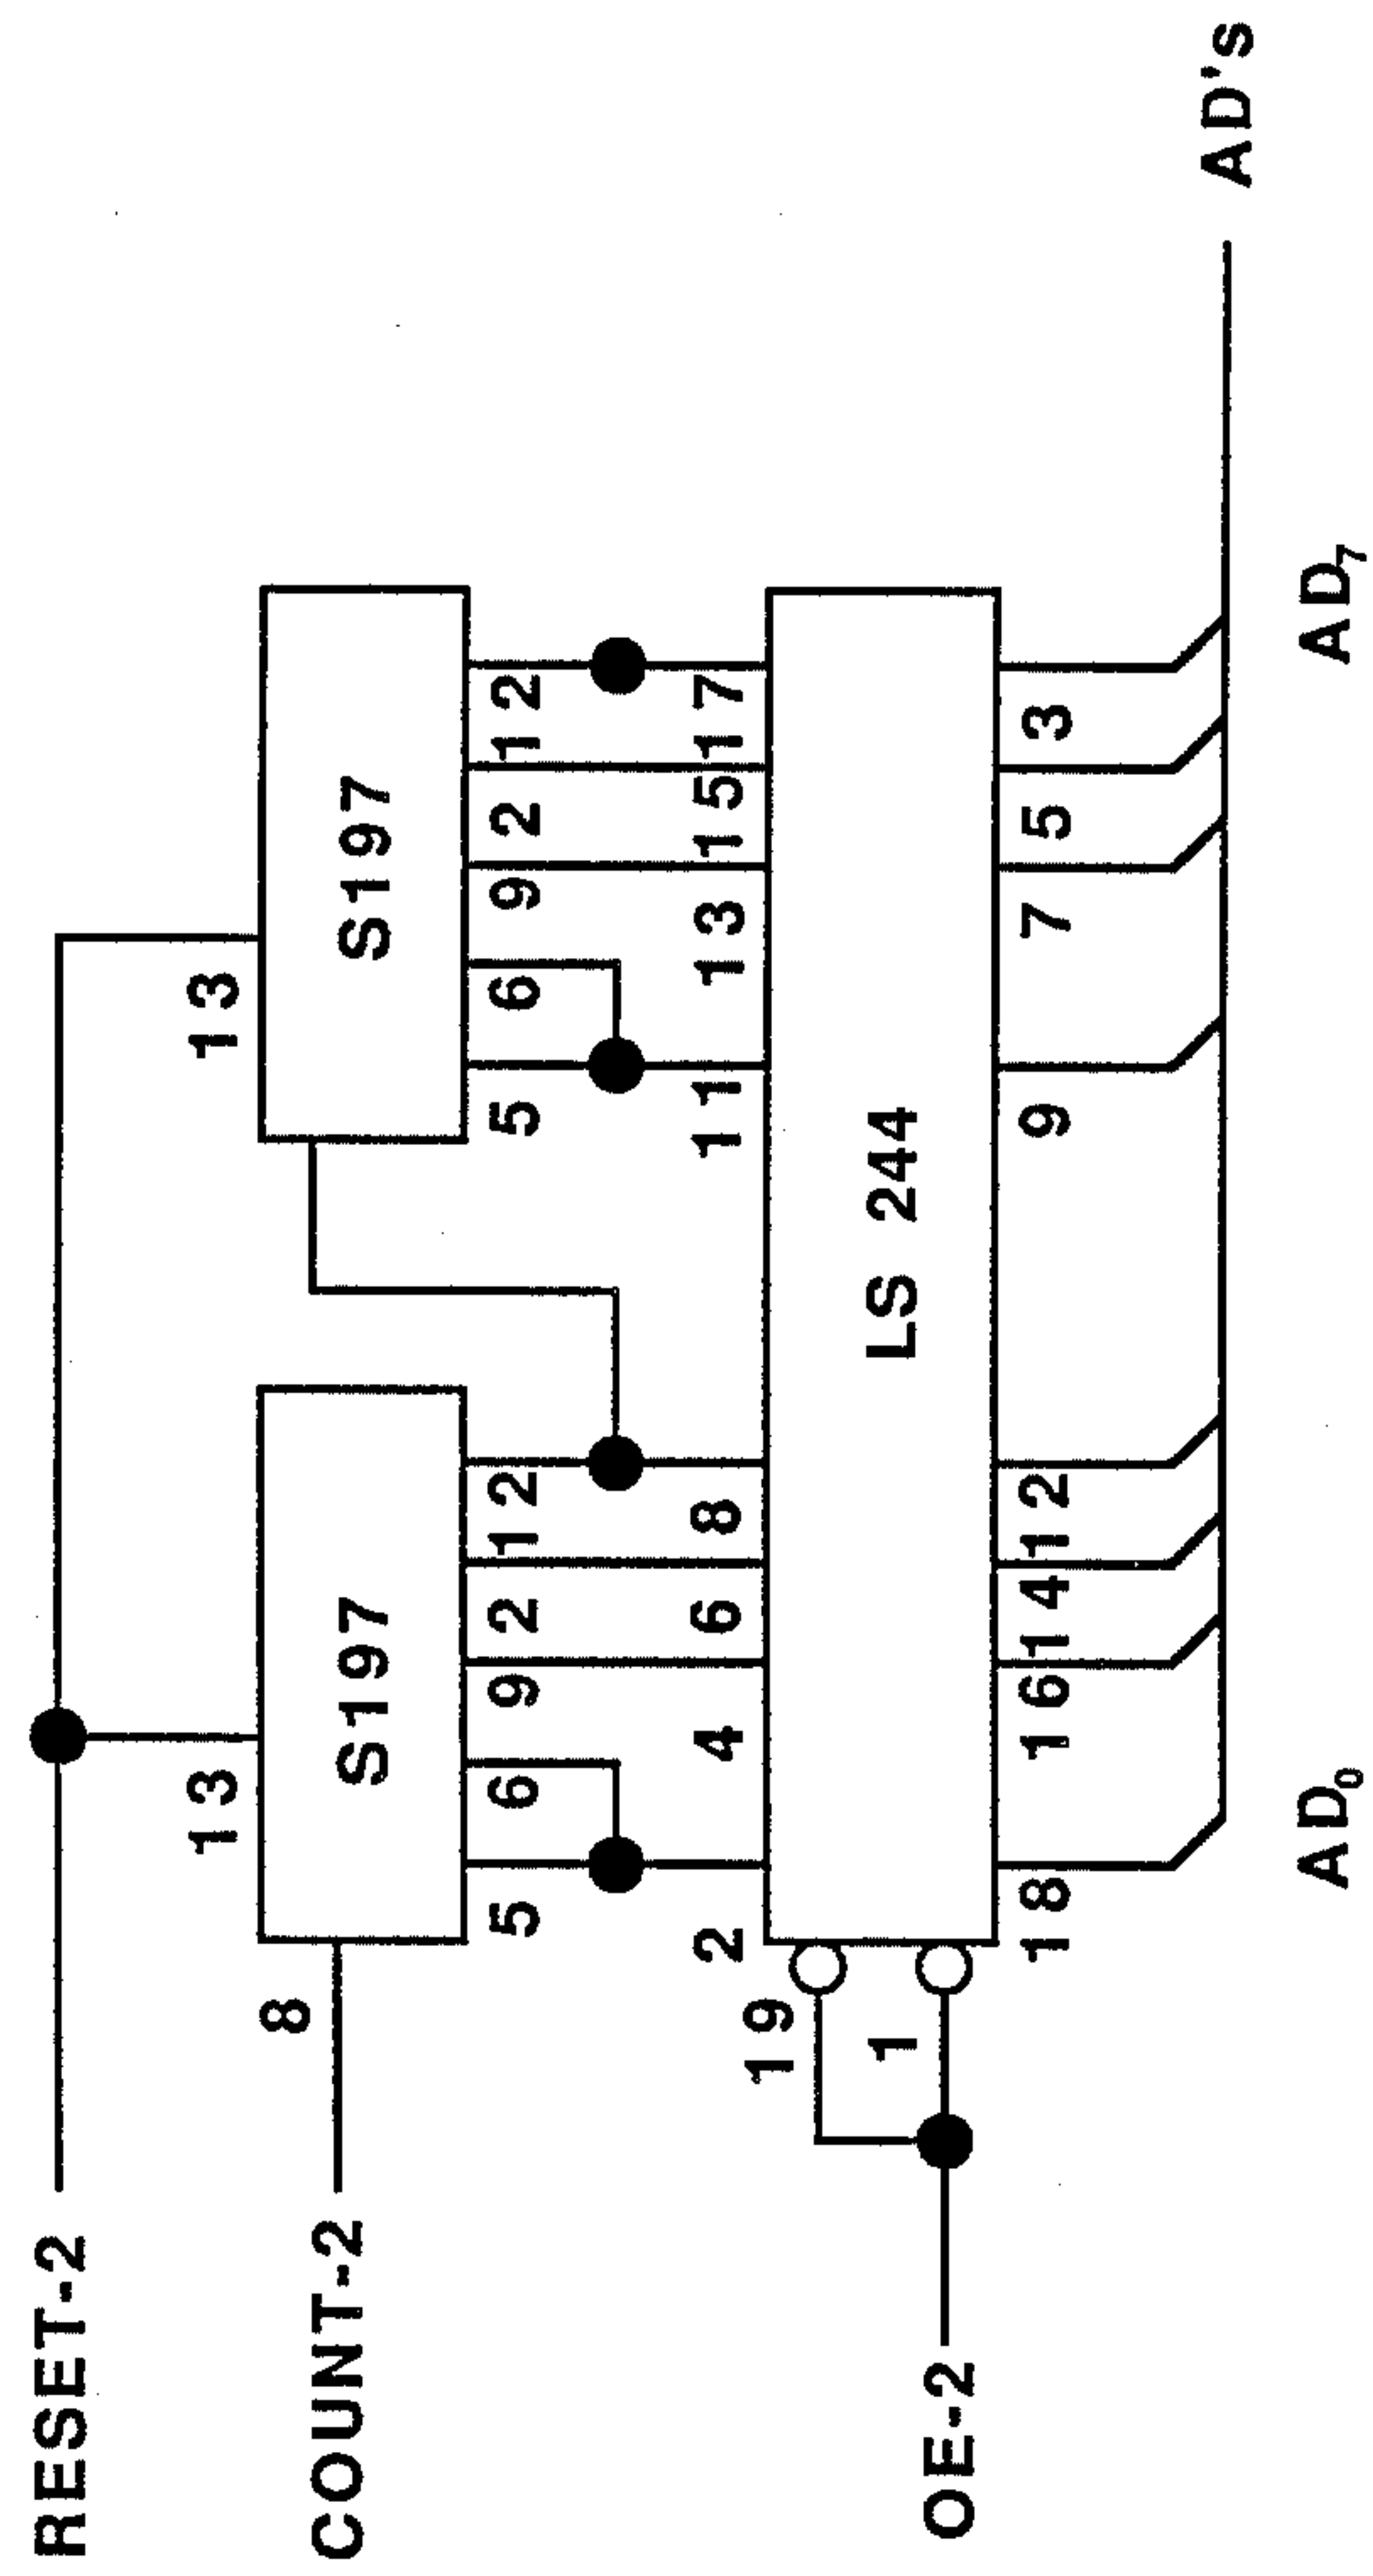 RESET-2
13
13
COUNT-2
8
S197
S197
5 6 9 2 12
5 6 9 2 12
2 4 6 8
11 13 15 17
OE-2
19
1
LS 244
18 16 14 12
9 7 5 3
AD's
AD0
AD7